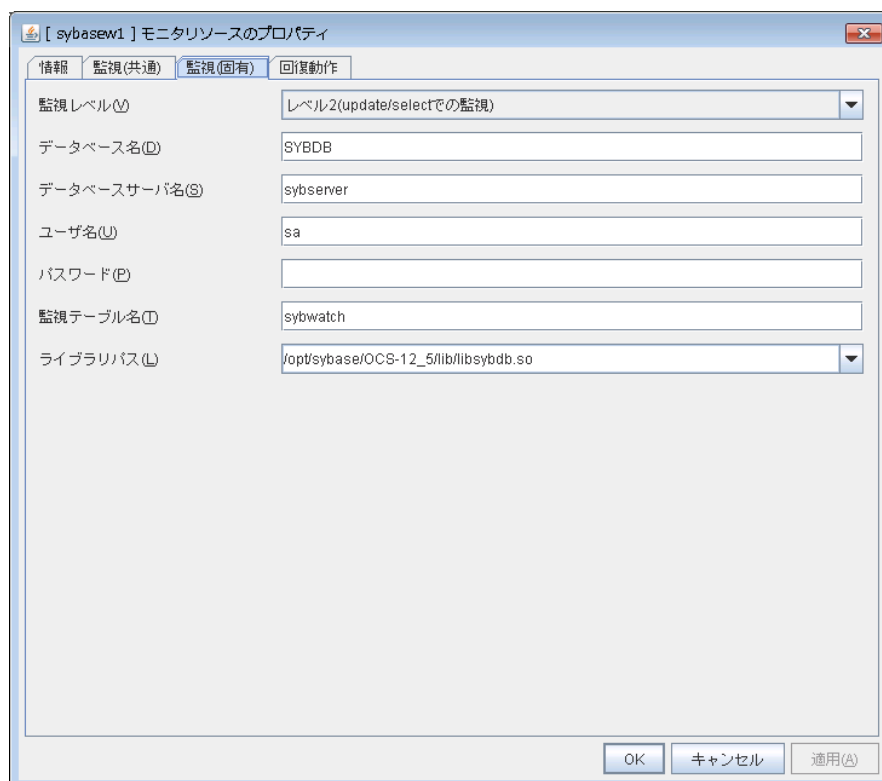 [ sybasew1 ] モニタリソースのプロパティ
情報 監視(共通) 監視(固有) 回復動作
監視レベル(V) レベル2(update/selectでの監視)
データベース名(D) SYBDB
データベースサーバ名(S) sybserver
ユーザ名(U) sa
パスワード(P)
監視テーブル名(T) sybwatch
ライブラリパス(L) /opt/sybase/OCS-12_5/lib/libsybdb.so
OK キャンセル 適用(A)